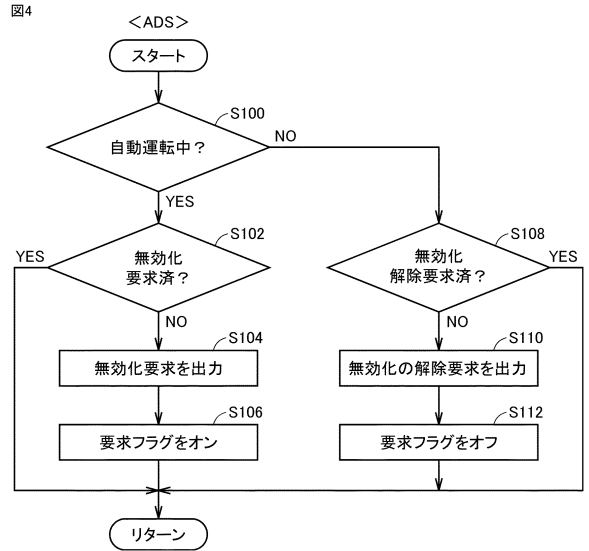 図4
＜ADS＞
スタート
S100
自動運転中？
NO
YES
S102
無効化
要求済？
YES
NO
S108
無効化
解除要求済？
YES
NO
S104
無効化要求を出力
S110
無効化の解除要求を出力
S106
要求フラグをオン
S112
要求フラグをオフ
リターン